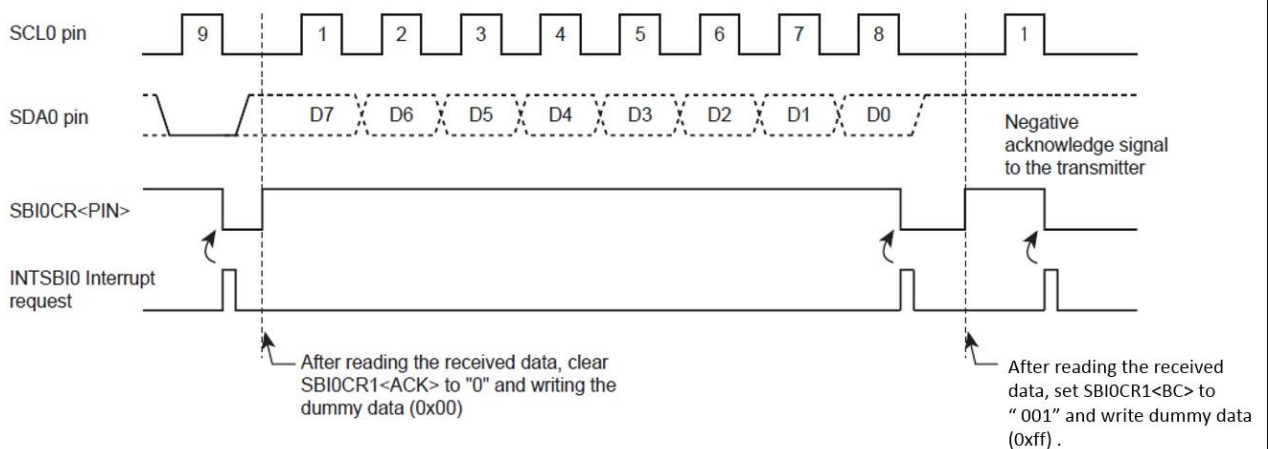 SCL0 pin
9 1 2 3 4 5 6 7 8 1
SDA0 pin
D7 D6 D5 D4 D3 D2 D1 D0
Negative
acknowledge signal
to the transmitter
SBI0CR<PIN>
INTSBI0 Interrupt
request
After reading the received data, clear
SBI0CR1<ACK> to "0" and writing the
dummy data (0x00)
After reading the received
data, set SBI0CR1<BC> to
“ 001” and write dummy data
(0xff) .